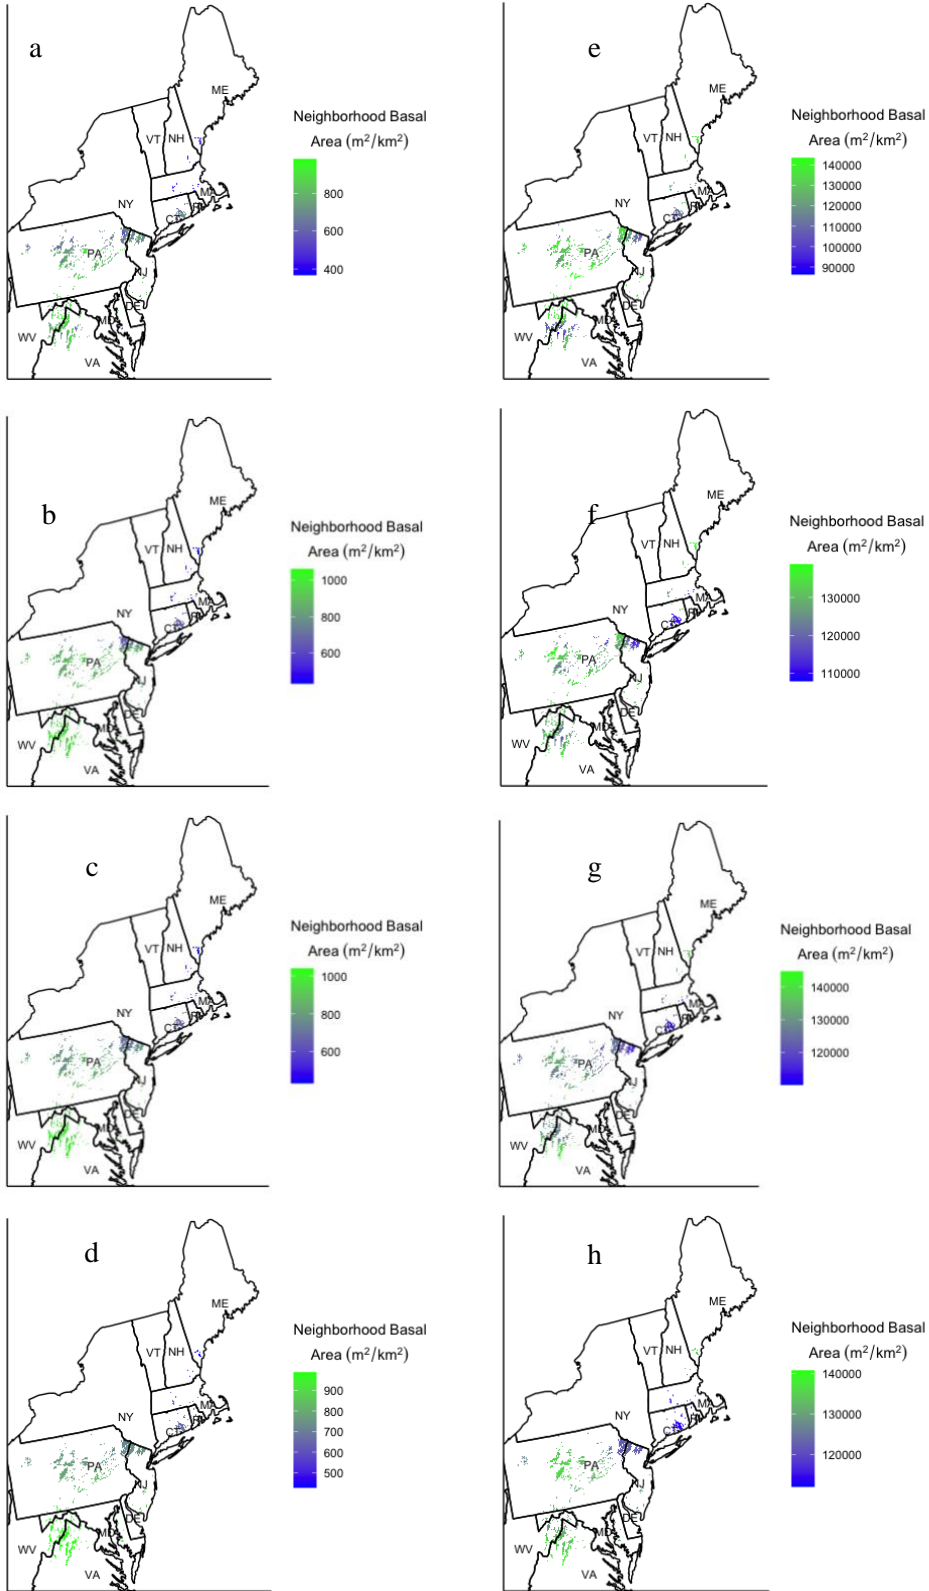 a
ME
VT
NH
MA
NY
CT
RI
PA
NJ
DE
MD
WV
VA
Neighborhood Basal
Area (m²/km²)
800
600
400
e
ME
VT
NH
MA
NY
CT
RI
PA
NJ
DE
MD
WV
VA
Neighborhood Basal
Area (m²/km²)
140000
130000
120000
110000
100000
90000
b
ME
VT
NH
MA
NY
CT
RI
PA
NJ
DE
MD
WV
VA
Neighborhood Basal
Area (m²/km²)
1000
800
600
f
ME
VT
NH
MA
NY
CT
RI
PA
NJ
DE
MD
WV
VA
Neighborhood Basal
Area (m²/km²)
130000
120000
110000
c
ME
VT
NH
MA
NY
CT
RI
PA
NJ
DE
MD
WV
VA
Neighborhood Basal
Area (m²/km²)
1000
800
600
g
ME
VT
NH
MA
NY
CT
RI
PA
NJ
DE
MD
WV
VA
Neighborhood Basal
Area (m²/km²)
140000
130000
120000
d
ME
VT
NH
MA
NY
CT
RI
PA
NJ
DE
MD
WV
VA
Neighborhood Basal
Area (m²/km²)
900
800
700
600
500
h
ME
VT
NH
MA
NY
CT
RI
PA
NJ
DE
MD
WV
VA
Neighborhood Basal
Area (m²/km²)
140000
130000
120000